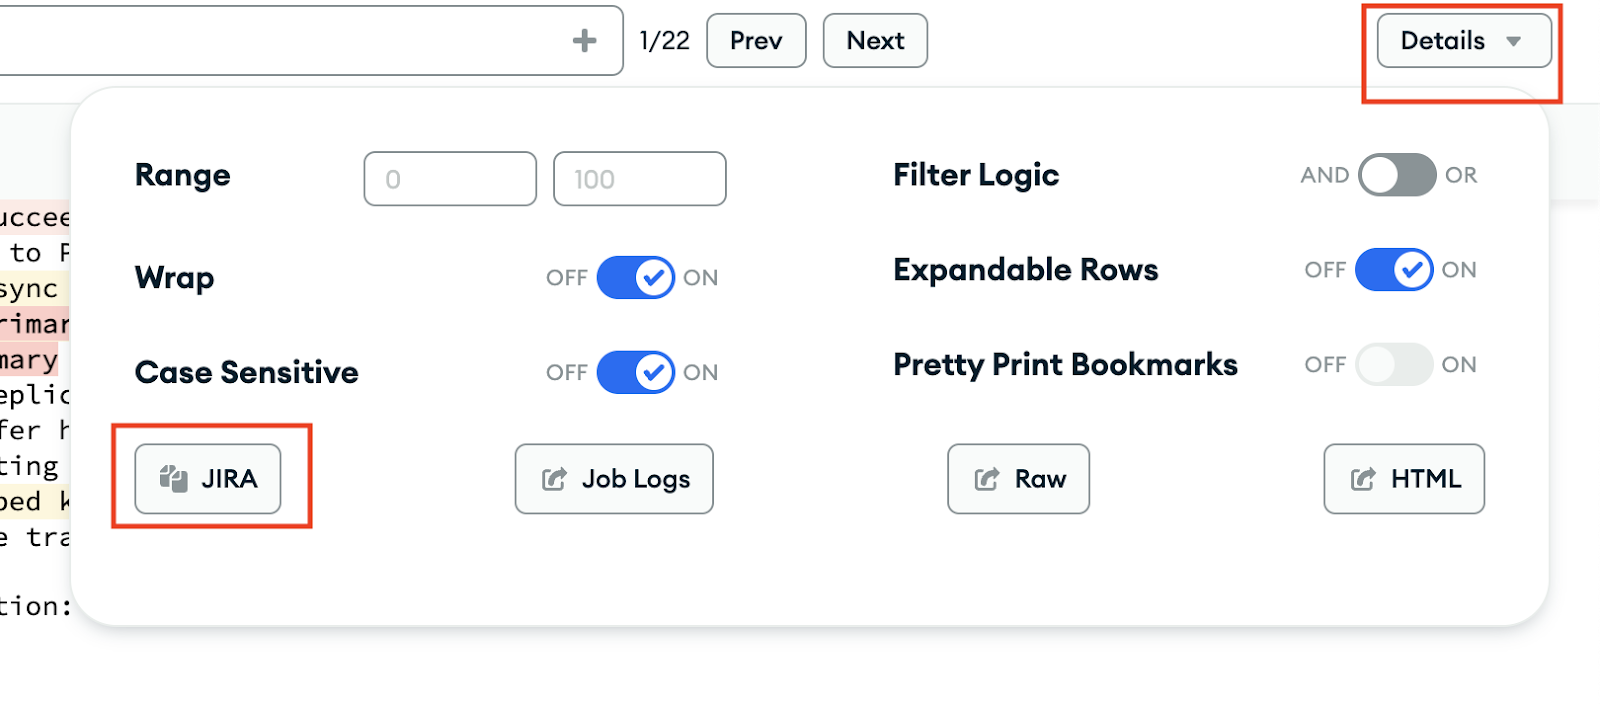 1/22 Prev Next Details
Range 0 100 Filter Logic AND OR
Wrap OFF ON Expandable Rows OFF ON
Case Sensitive OFF ON Pretty Print Bookmarks OFF ON
JIRA Job Logs Raw HTML
uccee
to P
sync
rimar
mary
eplic
fer h
ting
ped k
e tra
tion: